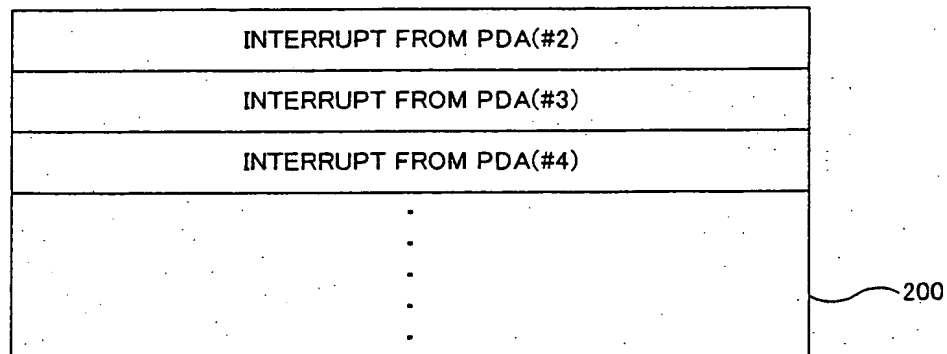 INTERRUPT FROM PDA(#2)
INTERRUPT FROM PDA(#3)
INTERRUPT FROM PDA(#4)
200